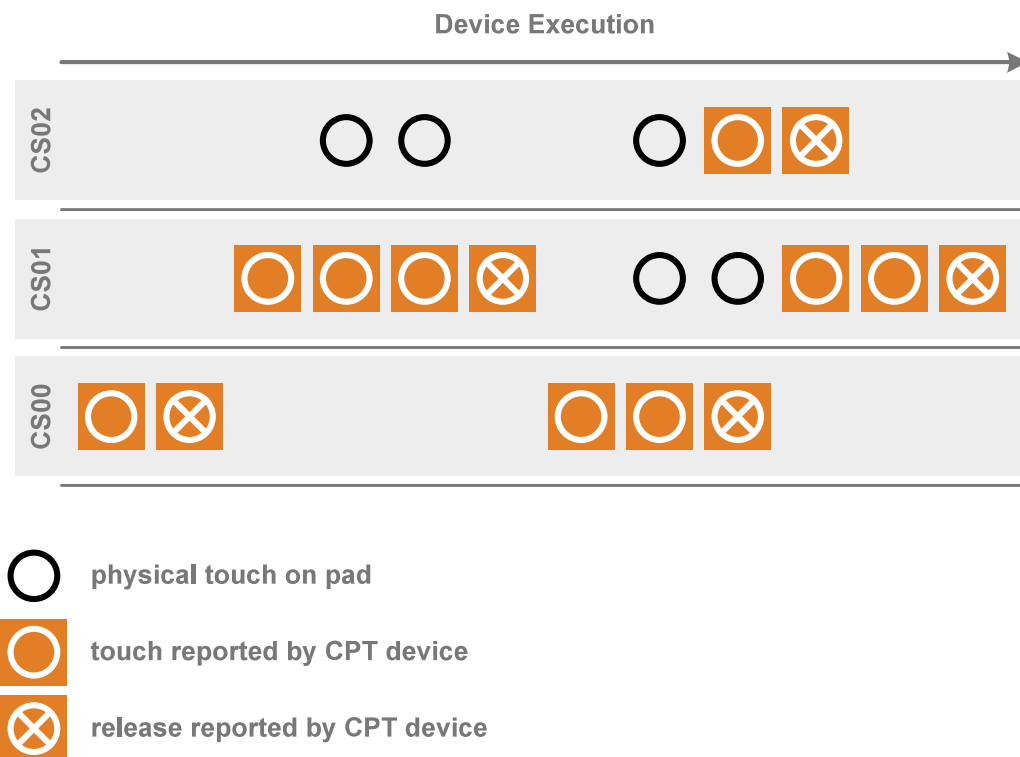 Device Execution
CS02
CS01
CS00
physical touch on pad
touch reported by CPT device
release reported by CPT device